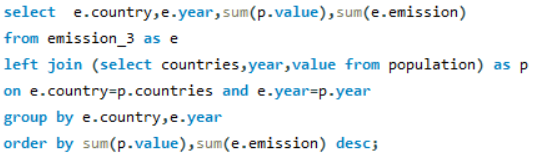 select  e.country,e.year,sum(p.value),sum(e.emission)
from emission_3 as e
left join (select countries,year,value from population) as p
on e.country=p.countries and e.year=p.year
group by e.country,e.year
order by sum(p.value),sum(e.emission) desc;